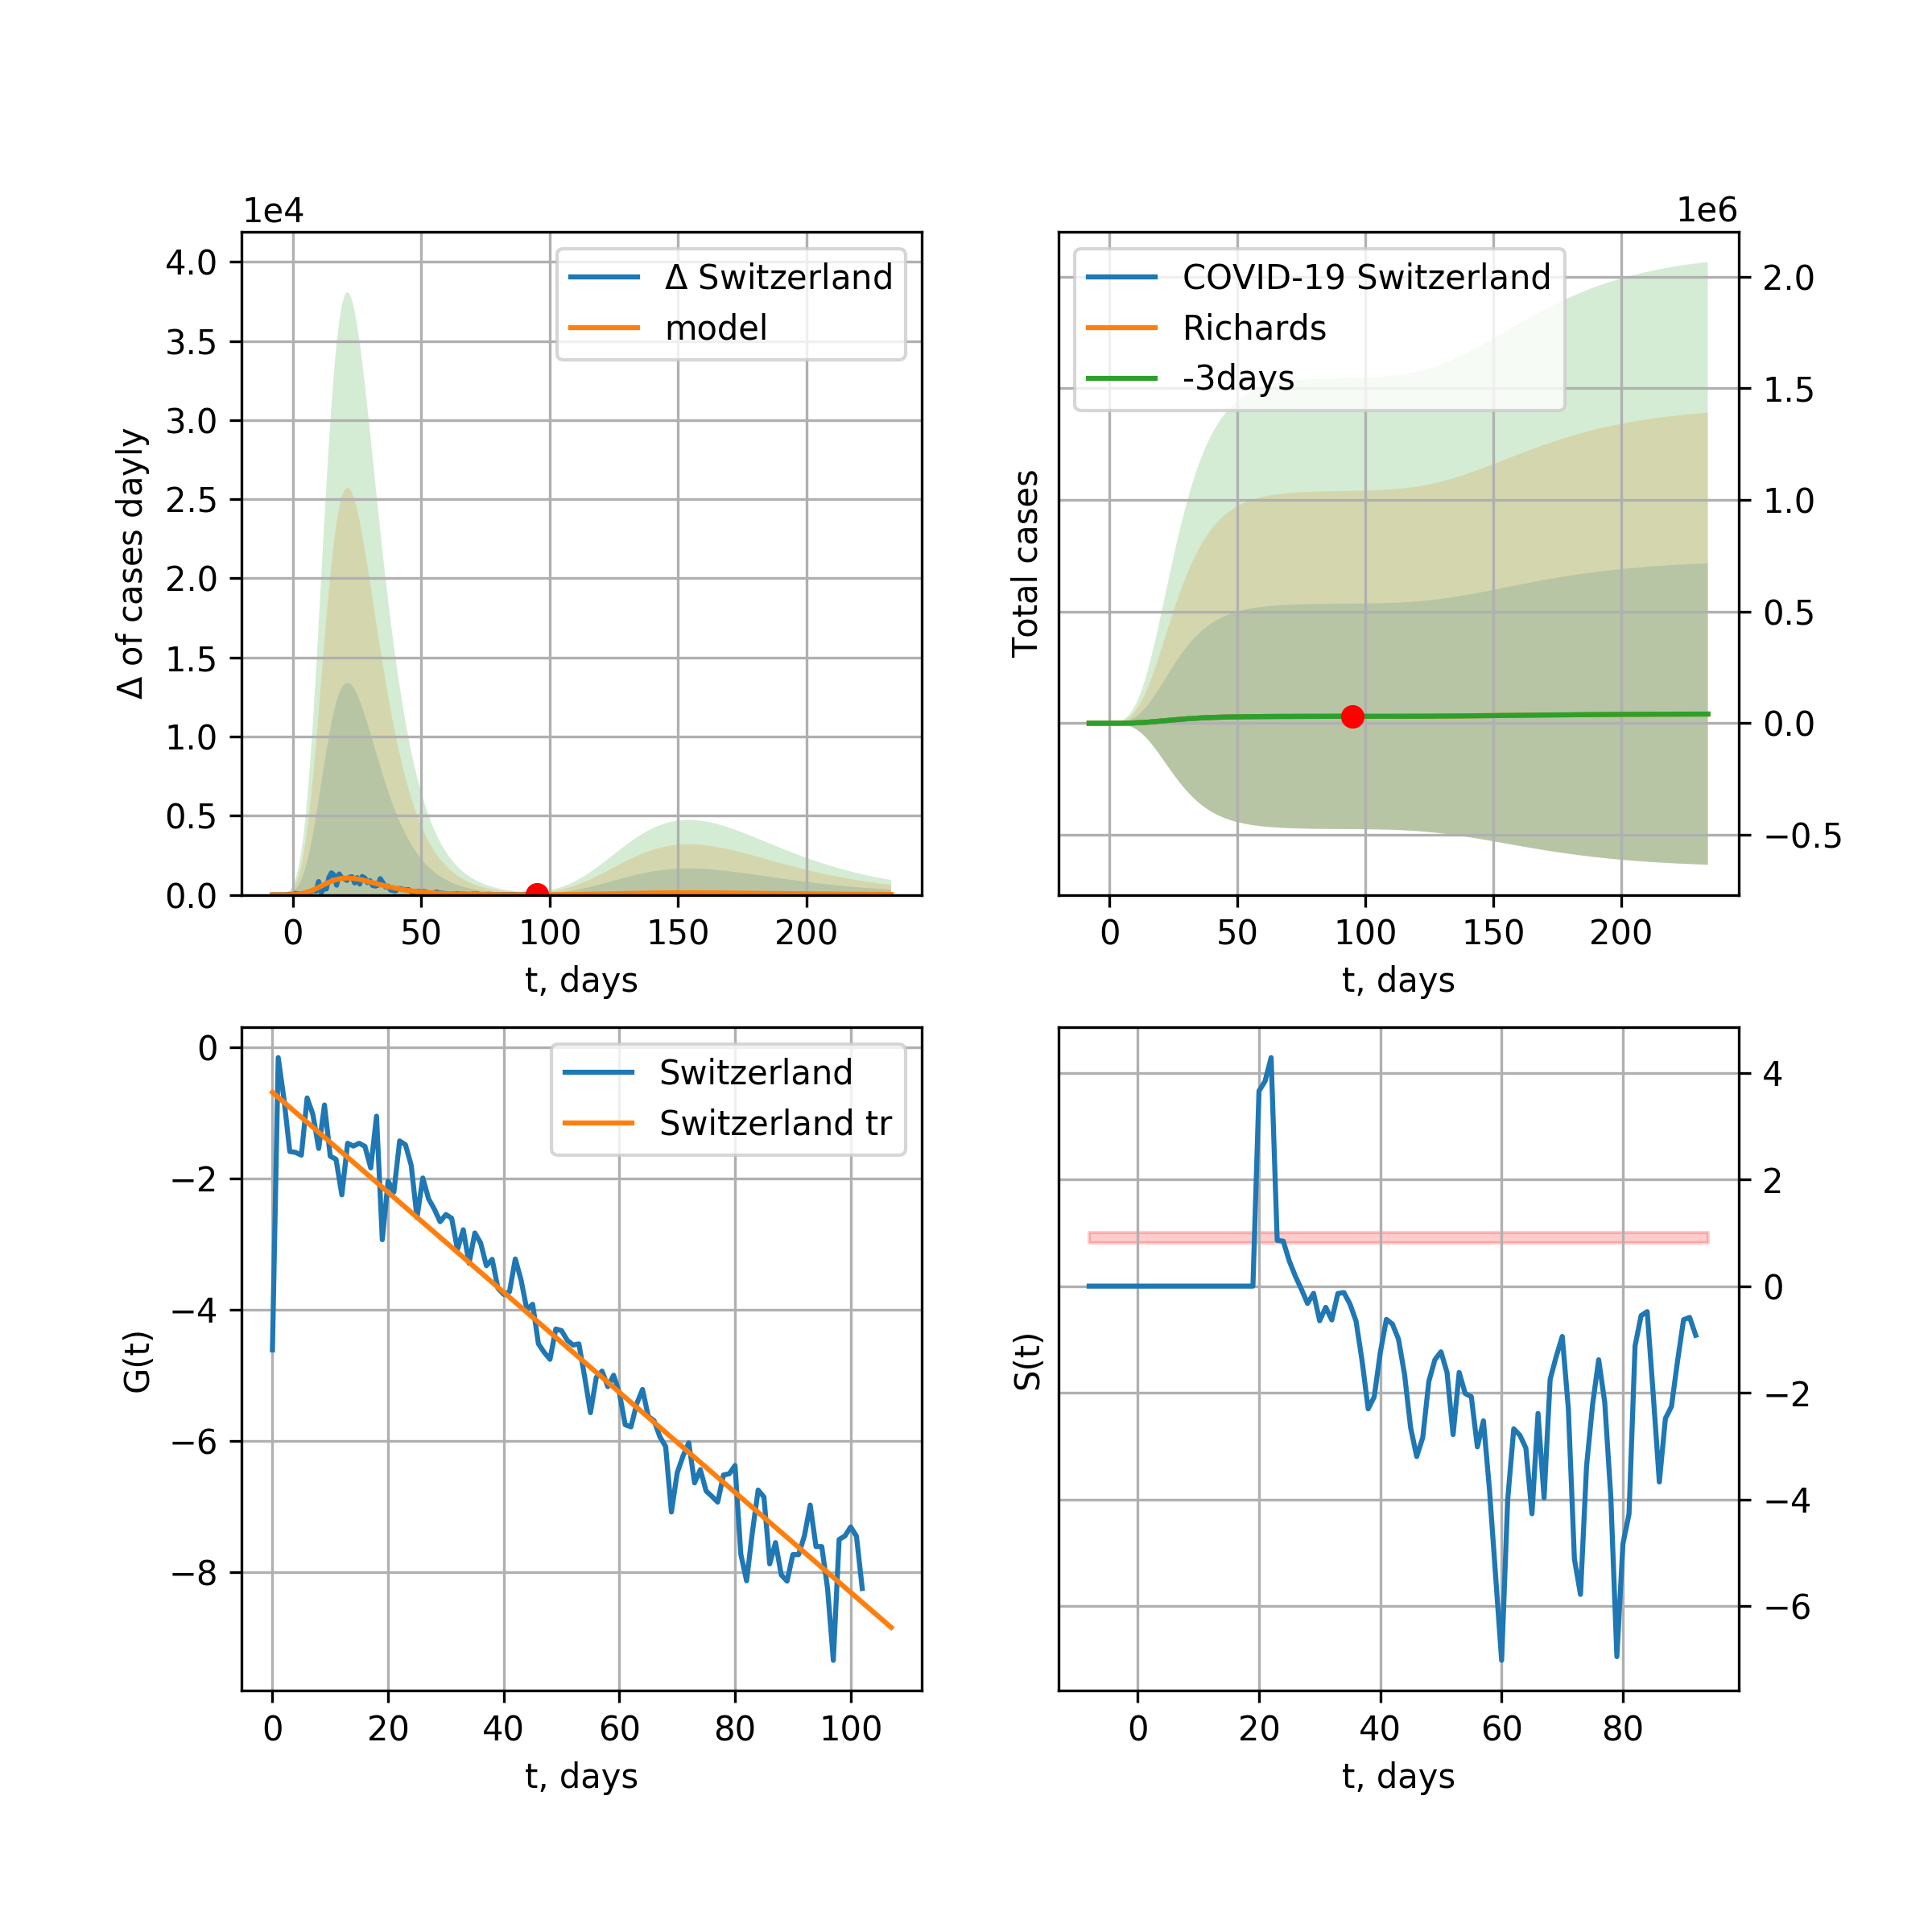 1e4
4.0
3.5
3.0
2.5
2.0
1.5
1.0
0.5
0.0
Δ of cases dayly
Δ Switzerland
model
0 50 100 150 200
t, days
1e6
2.0
1.5
1.0
0.5
0.0
−0.5
Total cases
COVID-19 Switzerland
Richards
-3days
0 50 100 150 200
t, days
0
−2
−4
−6
−8
G(t)
Switzerland
Switzerland tr
0 20 40 60 80 100
t, days
4
2
0
−2
−4
−6
S(t)
0 20 40 60 80
t, days